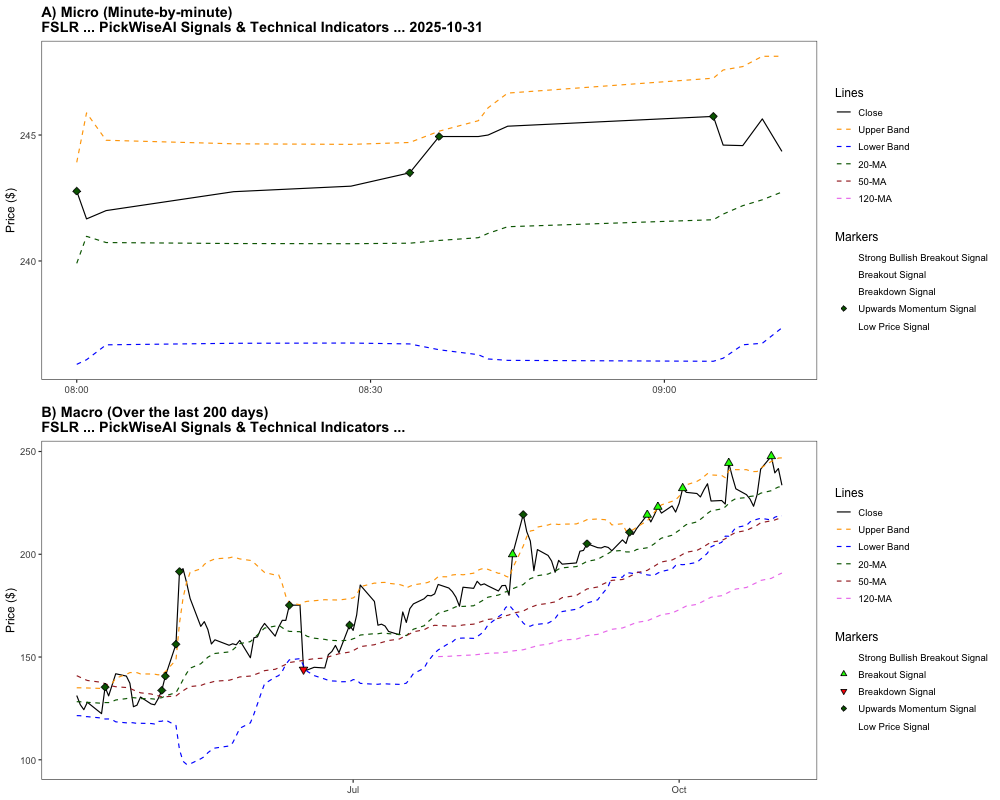 A) Micro (Minute-by-minute)
FSLR ... PickWiseAI Signals & Technical Indicators ... 2025-10-31
Price ($)
245
240
08:00
08:30
09:00
Lines
Close
Upper Band
Lower Band
20-MA
50-MA
120-MA
Markers
Strong Bullish Breakout Signal
Breakout Signal
Breakdown Signal
Upwards Momentum Signal
Low Price Signal
B) Macro (Over the last 200 days)
FSLR ... PickWiseAI Signals & Technical Indicators ...
Price ($)
250
200
150
100
Jul
Oct
Lines
Close
Upper Band
Lower Band
20-MA
50-MA
120-MA
Markers
Strong Bullish Breakout Signal
Breakout Signal
Breakdown Signal
Upwards Momentum Signal
Low Price Signal